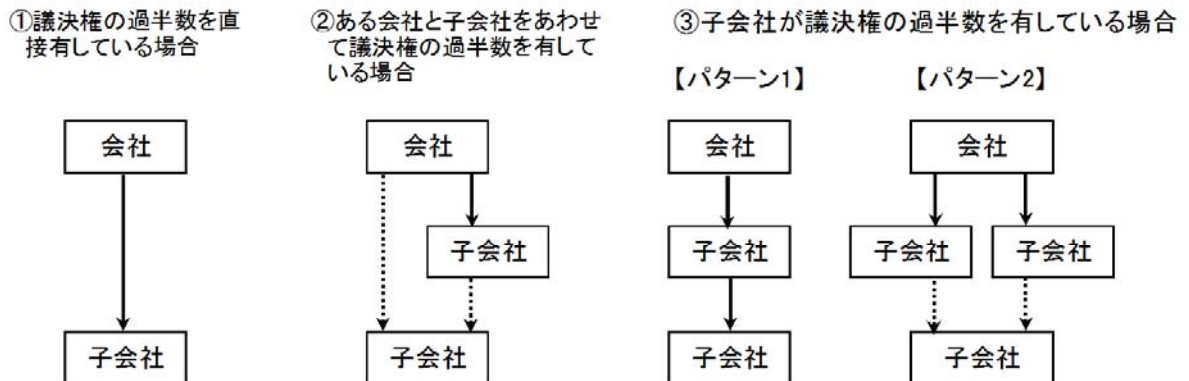 ①議決権の過半数を直
接有している場合
②ある会社と子会社をあわせ
て議決権の過半数を有して
いる場合
③子会社が議決権の過半数を有している場合
【パターン1】
【パターン2】
会社
子会社
会社
子会社
子会社
会社
子会社
子会社
会社
子会社
子会社
子会社